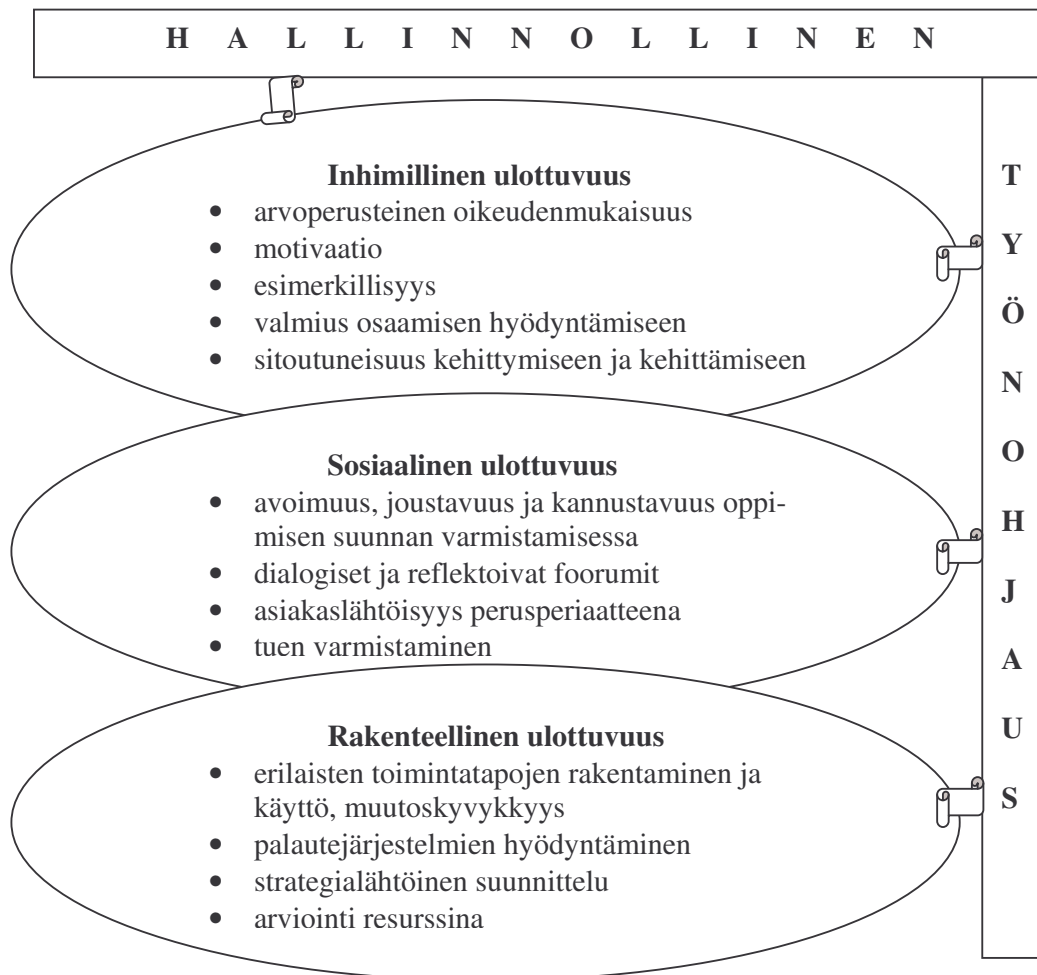 H A L L I N N O L L I N E N
Inhimillinen ulottuvuus
• arvoperusteinen oikeudenmukaisuus
• motivaatio
• esimerkillisyys
• valmius osaamisen hyödyntämiseen
• sitoutuneisuus kehittymiseen ja kehittämiseen
Sosiaalinen ulottuvuus
• avoimuus, joustavuus ja kannustavuus oppi-
misen suunnan varmistamisessa
• dialogiset ja reflektoivat foorumit
• asiakaslähtöisyys perusperiaatteena
• tuen varmistaminen
Rakenteellinen ulottuvuus
• erilaisten toimintatapojen rakentaminen ja
käyttö, muutoskyvykkyys
• palautejärjestelmien hyödyntäminen
• strategialähtöinen suunnittelu
• arviointi resurssina
T
Y
Ö
N
O
H
J
A
U
S